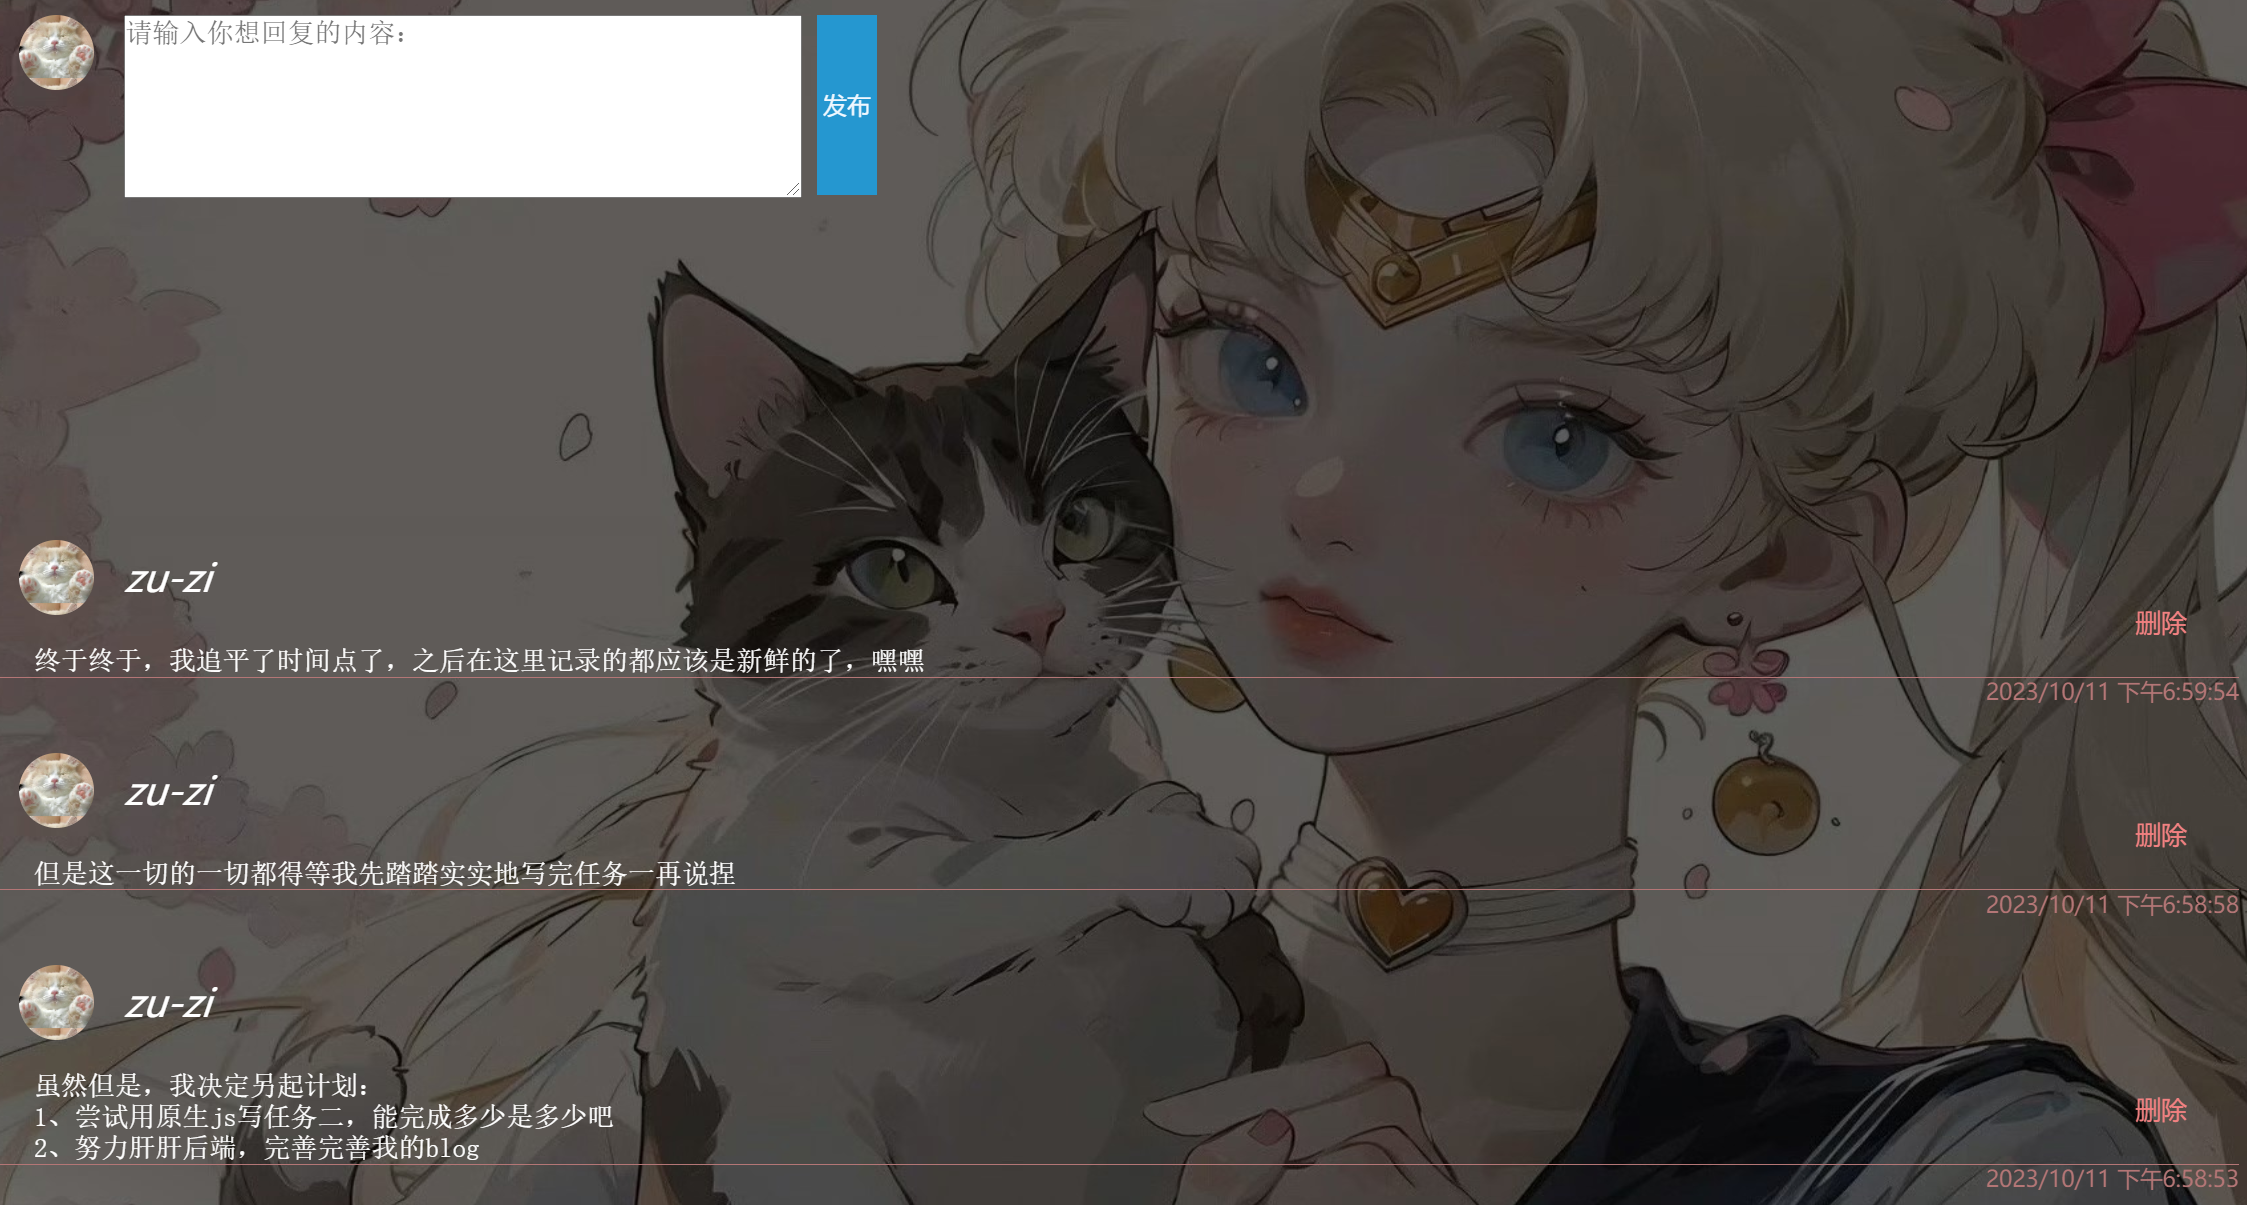 请输入你想回复的内容：
发布
zu-zi
删除
终于终于，我追平了时间点了，之后在这里记录的都应该是新鲜的了，嘿嘿
2023/10/11 下午6:59:54
zu-zi
删除
但是这一切的一切都得等我先踏踏实实地写完任务一再说捏
2023/10/11 下午6:58:58
zu-zi
虽然但是，我决定另起计划：
1、尝试用原生js写任务二，能完成多少是多少吧
删除
2、努力肝肝后端，完善完善我的blog
2023/10/11 下午6:58:53